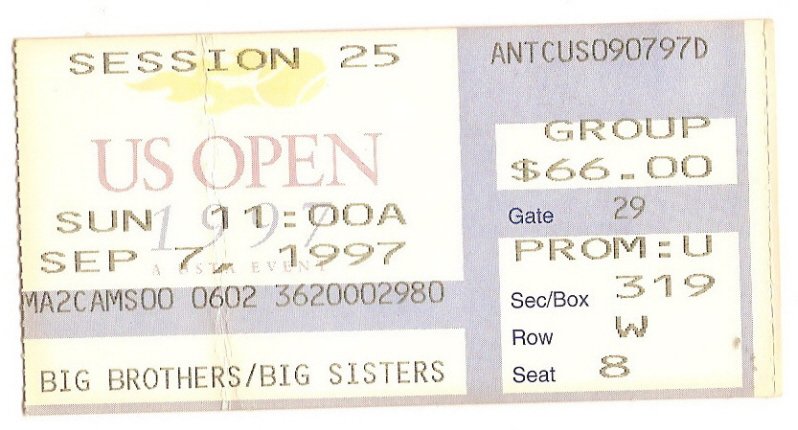 SESSION 25
US OPEN
1997
SUN 11:00A
SEP 7, 1997
A USTA EVENT
MA2CAMS00 0602 3620002980
BIG BROTHERS/BIG SISTERS
ANTCUS090797D
GROUP
$66.00
Gate 29
PROM:U
Sec/Box 319
Row W
Seat 8